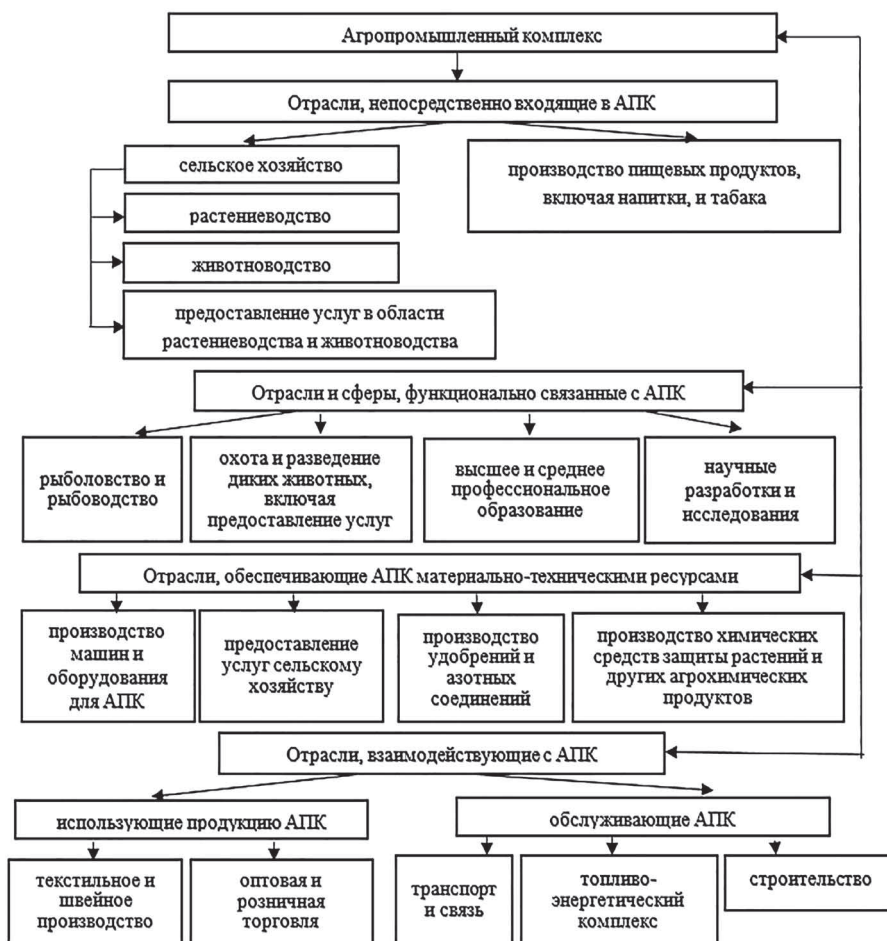 Агропромышленный комплекс
Отрасли, непосредственно входящие в АПК
сельское хозяйство
производство пищевых продуктов,
включая напитки, и табака
растениеводство
животноводство
предоставление услуг в области
растениеводства и животноводства
Отрасли и сферы, функционально связанные с АПК
рыболовство и
рыбоводство
охота и разведение
диких животных,
включая
предоставление услуг
высшее и среднее
профессиональное
образование
научные
разработки и
исследования
Отрасли, обеспечивающие АПК материально-техническими ресурсами
производство
машин и
оборудования
для АПК
предоставление
услуг сельскому
хозяйству
производство
удобрений и
азотных
соединений
производство химических
средств защиты растений и
других агрохимических
продуктов
Отрасли, взаимодействующие с АПК
использующие продукцию АПК
обслуживающие АПК
текстильное и
швейное
производство
оптовая и
розничная
торговля
транспорт
и связь
топливо-
энергетический
комплекс
строительство